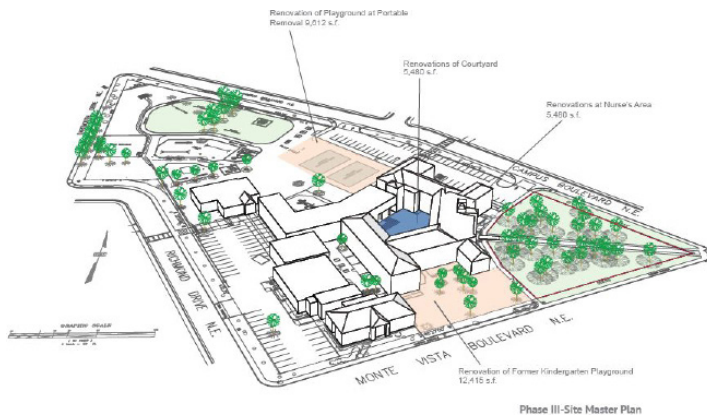 Renovation of Playground at Portable
Removal 9,612 s.f.
Renovations of Courtyard
5,480 s.f.
Renovations at Nurse's Area
5,460 s.f.
CAMPUS BOULEVARD N.E.
RICHMOND DRIVE
N.E.
GRAPHIC SCALE
MONTE VISTA BOULEVARD N.E.
Renovation of Former Kindergarten Playground
12,415 s.f.
Phase III-Site Master Plan